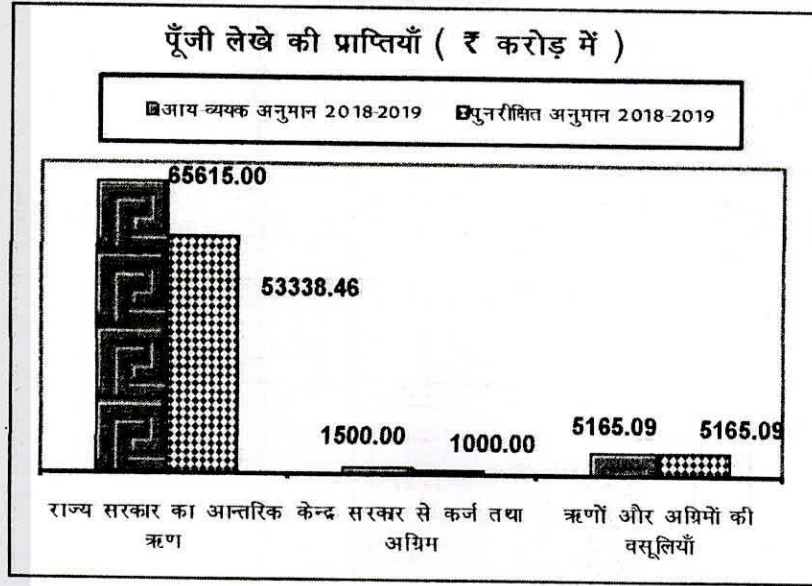 पूँजी लेखे की प्राप्तियाँ ( ₹ करोड़ में )
आय व्ययक अनुमान 2018-2019 पुनरीक्षित अनुमान 2018-2019
65615.00
53338.46
1500.00 1000.00 5165.09 5165.09
राज्य सरकार का आन्तरिक केन्द्र सरकार से कर्ज तथा ऋणों और अग्रिमों की
ऋण अग्रिम वसूलियाँ